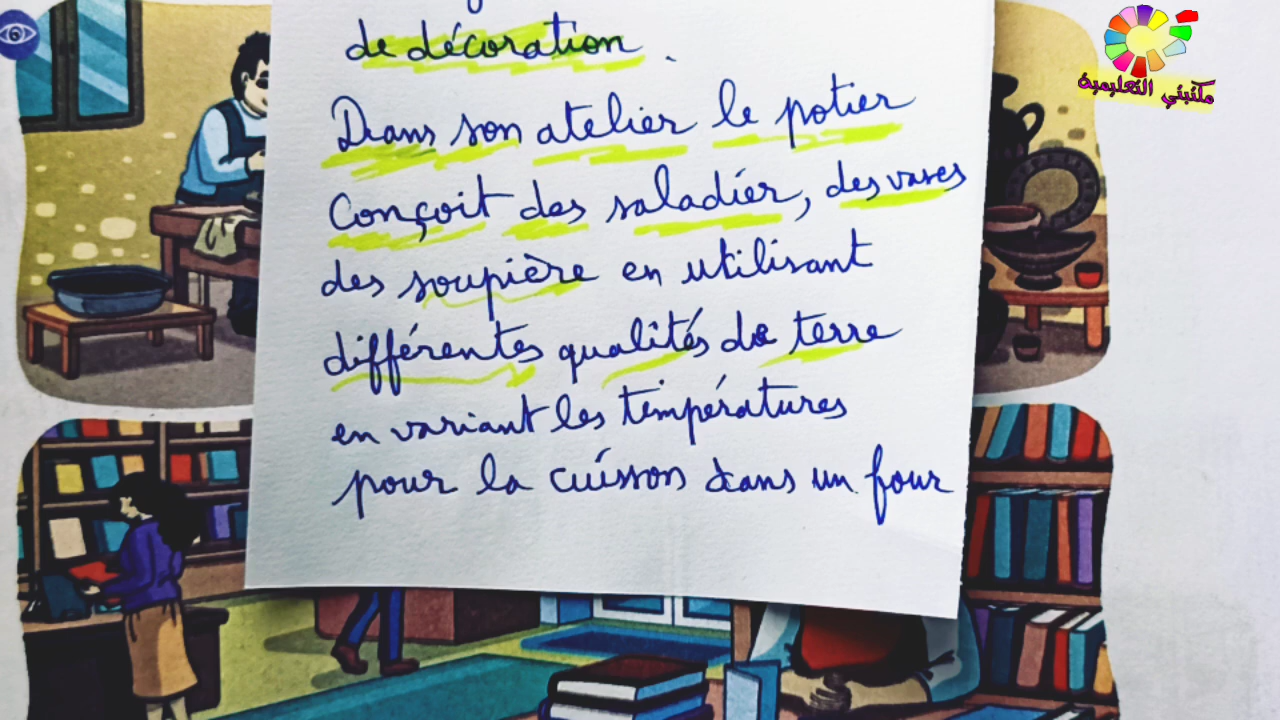 de décoration.
Dans son atelier le potier
Conçoit des saladier, des vases
des soupière en utilisant
différentes qualités de terre
en variant les températures
pour la cuisson dans un four
مكتبتي التعليمية